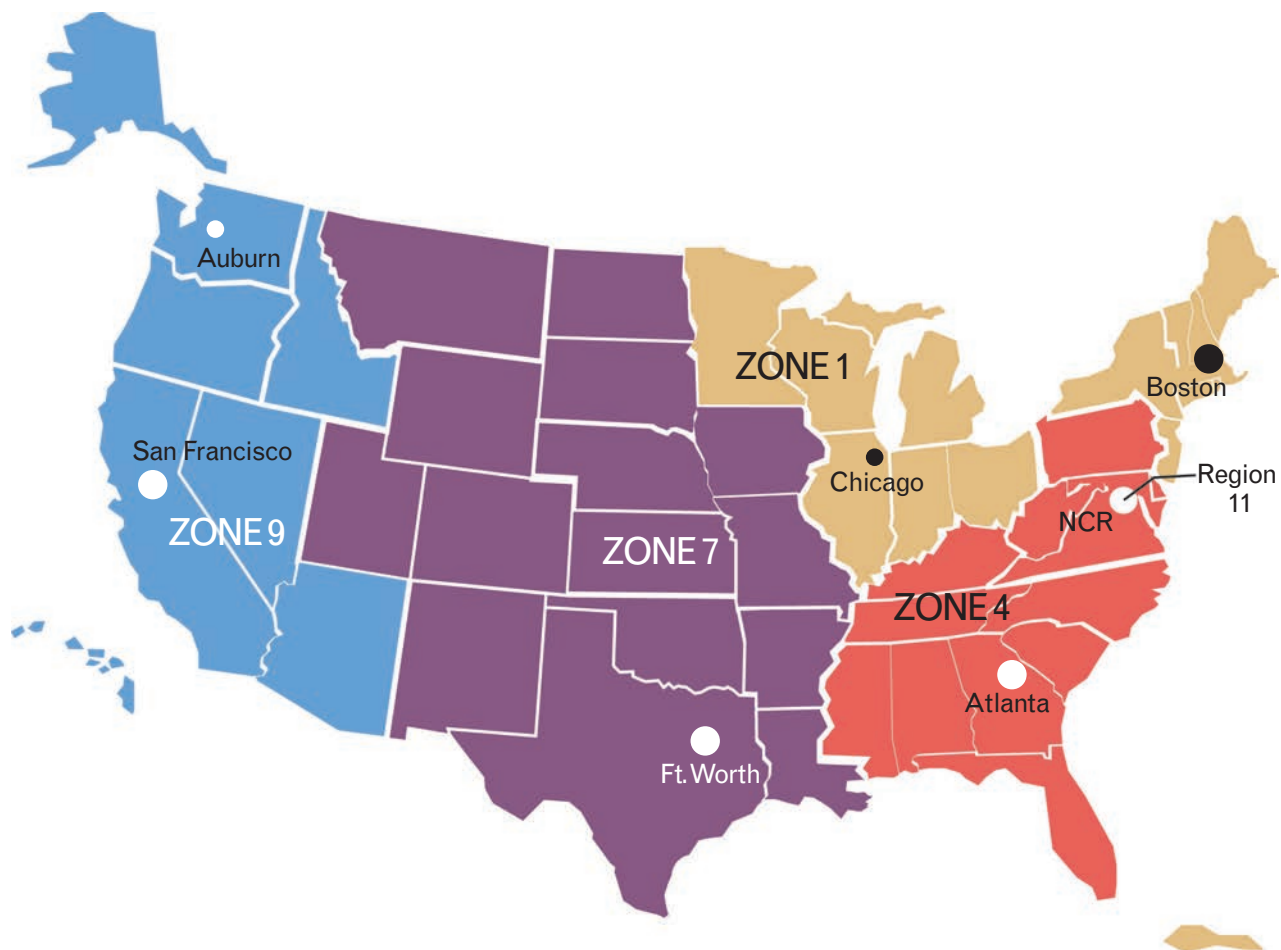 Auburn
ZONE 1
Boston
San Francisco
Chicago
Region
11
NCR
ZONE 9
ZONE 7
ZONE 4
Atlanta
Ft. Worth